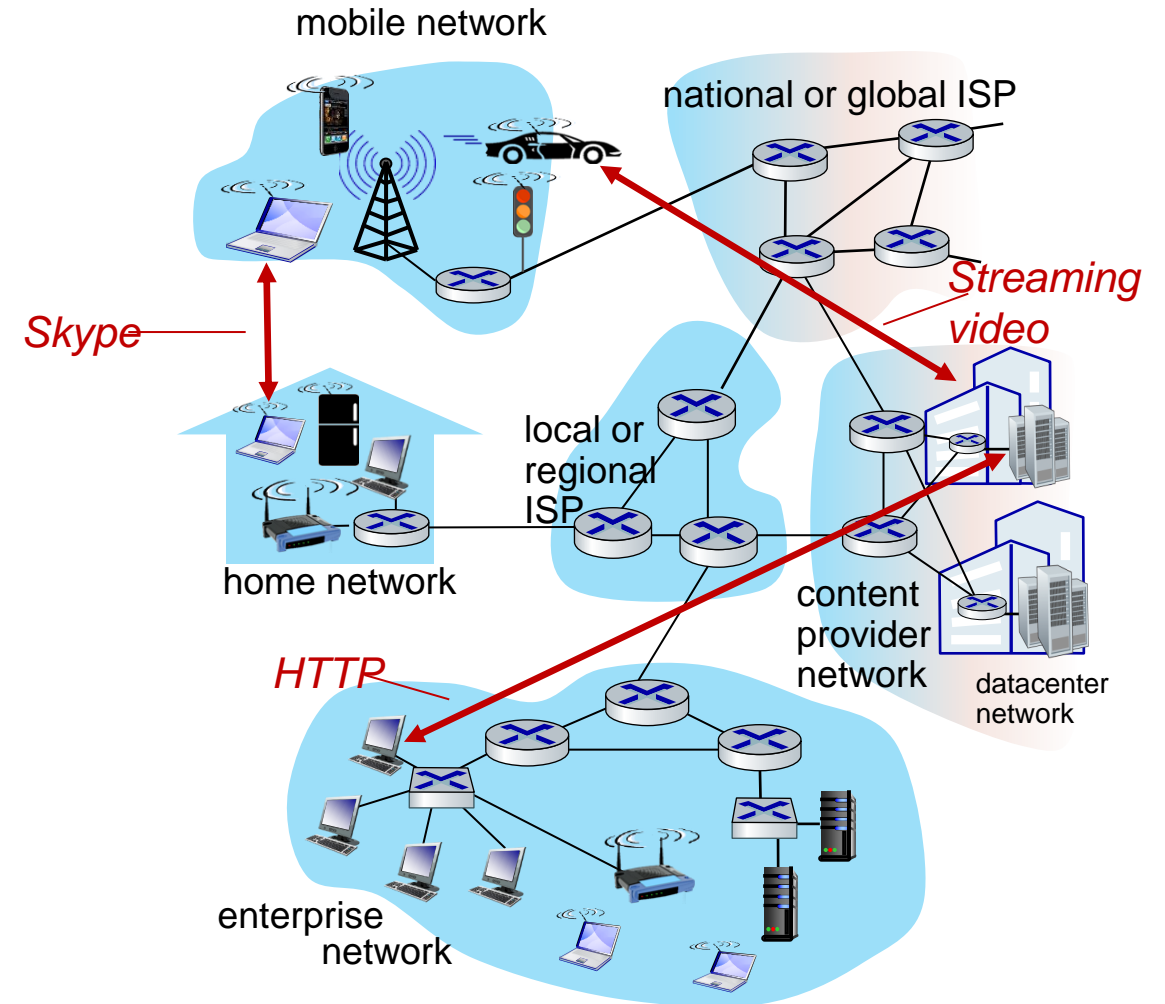 mobile network
national or global ISP
Streaming
video
Skype
local or
regional
ISP
home network
content
provider
network
datacenter
network
HTTP
enterprise
network